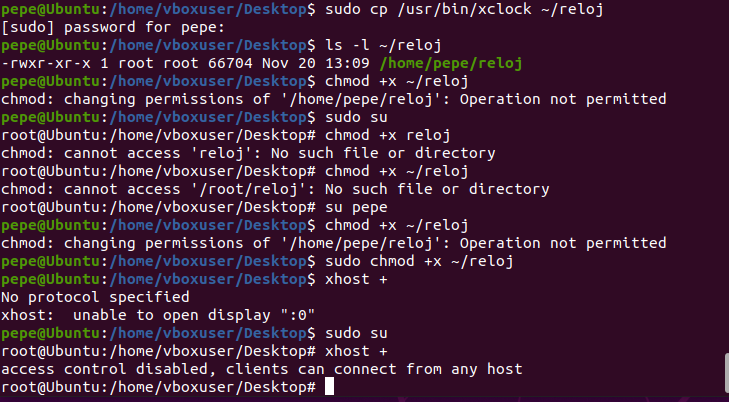 pepe@Ubuntu:/home/vboxuser/Desktop$ sudo cp /usr/bin/xclock ~/reloj
[sudo] password for pepe:
pepe@Ubuntu:/home/vboxuser/Desktop$ ls -l ~/reloj
-rwxr-xr-x 1 root root 66704 Nov 20 13:09 /home/pepe/reloj
pepe@Ubuntu:/home/vboxuser/Desktop$ chmod +x ~/reloj
chmod: changing permissions of '/home/pepe/reloj': Operation not permitted
pepe@Ubuntu:/home/vboxuser/Desktop$ sudo su
root@Ubuntu:/home/vboxuser/Desktop# chmod +x reloj
chmod: cannot access 'reloj': No such file or directory
root@Ubuntu:/home/vboxuser/Desktop# chmod +x ~/reloj
chmod: cannot access '/root/reloj': No such file or directory
root@Ubuntu:/home/vboxuser/Desktop# su pepe
pepe@Ubuntu:/home/vboxuser/Desktop$ chmod +x ~/reloj
chmod: changing permissions of '/home/pepe/reloj': Operation not permitted
pepe@Ubuntu:/home/vboxuser/Desktop$ sudo chmod +x ~/reloj
pepe@Ubuntu:/home/vboxuser/Desktop$ xhost +
No protocol specified
xhost:  unable to open display ":0"
pepe@Ubuntu:/home/vboxuser/Desktop$ sudo su
root@Ubuntu:/home/vboxuser/Desktop# xhost +
access control disabled, clients can connect from any host
root@Ubuntu:/home/vboxuser/Desktop#